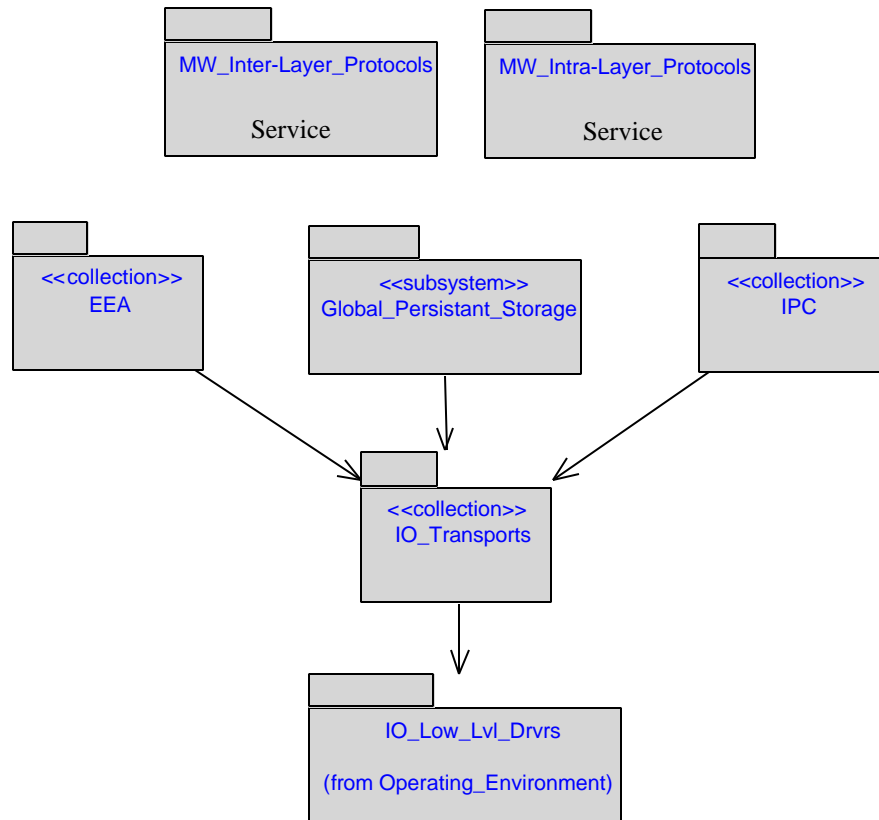 MW_Inter-Layer_Protocols
Service
MW_Intra-Layer_Protocols
Service
<<collection>>
EEA
<<subsystem>>
Global_Persistant_Storage
<<collection>>
IPC
<<collection>>
IO_Transports
IO_Low_Lvl_Drvrs
(from Operating_Environment)